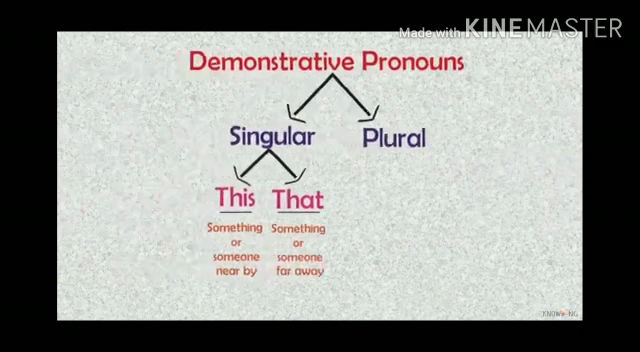 Made with KINEMASTER
Demonstrative Pronouns
Singular Plural
This That
Something Something
or or
someone someone
near by far away